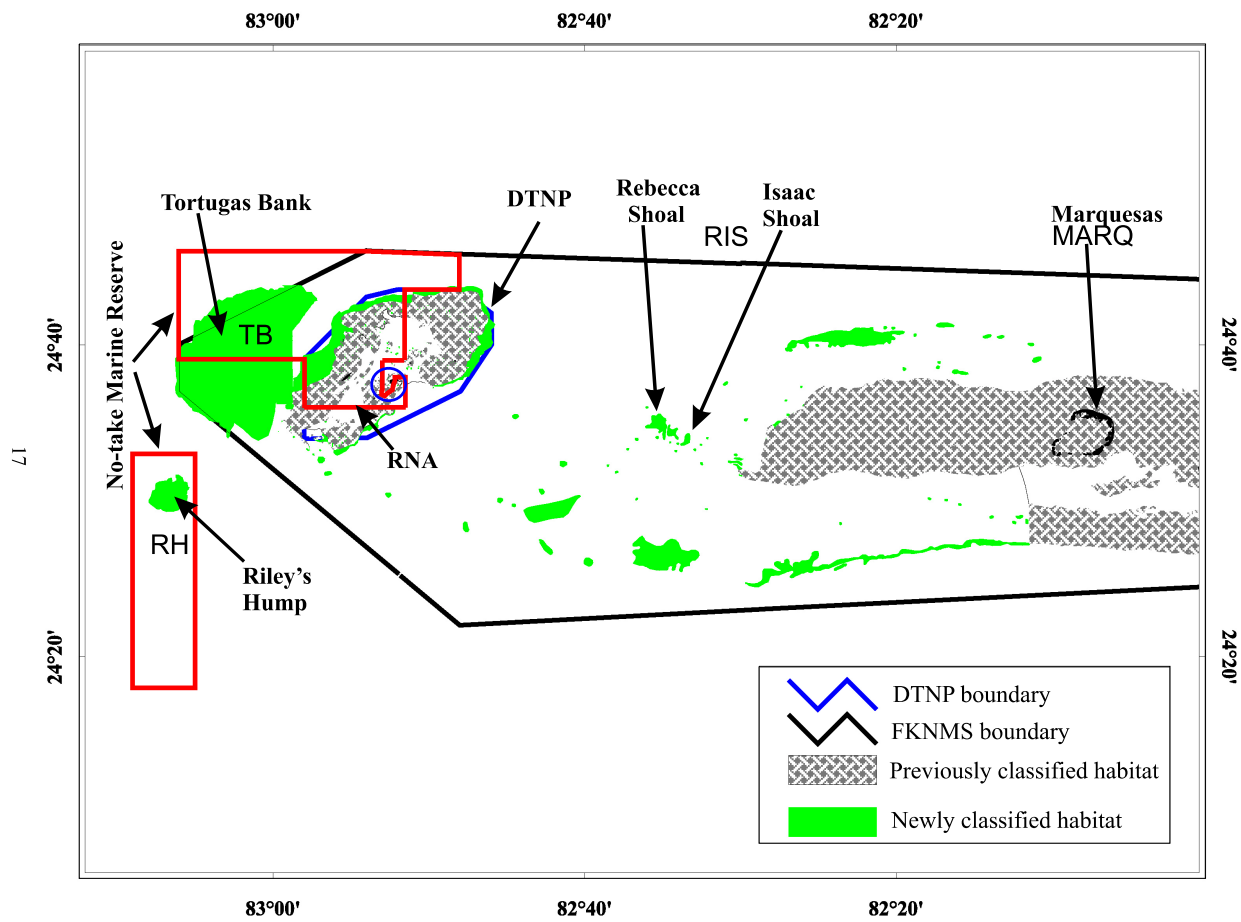 83°00'
82°40'
82°20'
No-take Marine Reserve
Tortugas Bank
DTNP
Rebecca
Shoal
RIS
Isaac
Shoal
Marquesas
MARQ
24°40'
24°40'
TB
RNA
17
RH
Riley’s
Hump
24°20'
24°20'
DTNP boundary
FKNMS boundary
Previously classified habitat
Newly classified habitat
83°00'
82°40'
82°20'